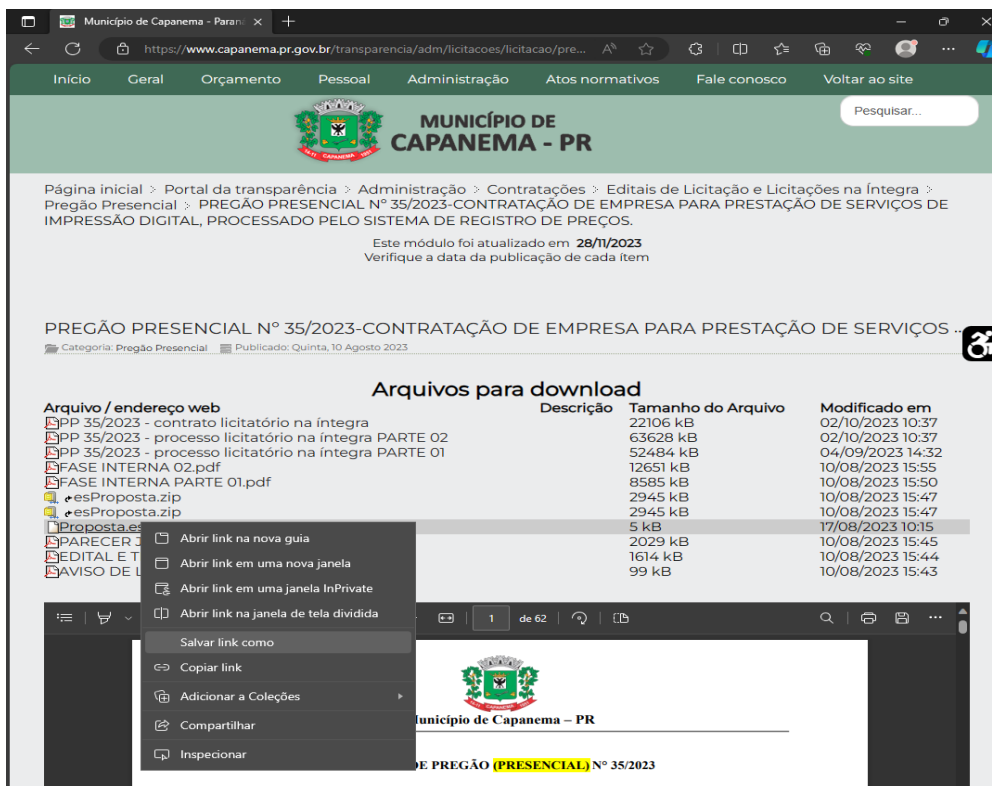 Município de Capanema - Paraná
https://www.capanema.pr.gov.br/transparencia/adm/licitacoes/licitacao/pre...
Início Geral Orçamento Pessoal Administração Atos normativos Fale conosco Voltar ao site
MUNICÍPIO DE
CAPANEMA - PR
Pesquisar...
CAPANEMA
Página inicial > Portal da transparência > Administração > Contratações > Editais de Licitação e Licitações na Íntegra >
Pregão Presencial > PREGÃO PRESENCIAL Nº 35/2023-CONTRATAÇÃO DE EMPRESA PARA PRESTAÇÃO DE SERVIÇOS DE
IMPRESSÃO DIGITAL, PROCESSADO PELO SISTEMA DE REGISTRO DE PREÇOS.
Este módulo foi atualizado em 28/11/2023
Verifique a data da publicação de cada ítem
PREGÃO PRESENCIAL Nº 35/2023-CONTRATAÇÃO DE EMPRESA PARA PRESTAÇÃO DE SERVIÇOS ...
Categoria: Pregão Presencial Publicado: Quinta, 10 Agosto 2023
Arquivos para download
Arquivo / endereço web Descrição Tamanho do Arquivo Modificado em
PP 35/2023 - contrato licitatório na íntegra 22106 kB 02/10/2023 10:37
PP 35/2023 - processo licitatório na íntegra PARTE 02 63628 kB 02/10/2023 10:37
PP 35/2023 - processo licitatório na íntegra PARTE 01 52484 kB 04/09/2023 14:32
FASE INTERNA 02.pdf 12651 kB 10/08/2023 15:55
FASE INTERNA PARTE 01.pdf 8585 kB 10/08/2023 15:50
esProposta.zip 2945 kB 10/08/2023 15:47
esProposta.zip 2945 kB 10/08/2023 15:47
Proposta.es 5 kB 17/08/2023 10:15
PARECER J 2029 kB 10/08/2023 15:45
EDITAL E T 1614 kB 10/08/2023 15:44
AVISO DE L 99 kB 10/08/2023 15:43
Abrir link na nova guia
Abrir link em uma nova janela
Abrir link em uma janela InPrivate
Abrir link na janela de tela dividida
Salvar link como
Copiar link
Adicionar a Coleções
Compartilhar
Inspecionar
1 de 62
Município de Capanema – PR
DE PREGÃO (PRESENCIAL) Nº 35/2023